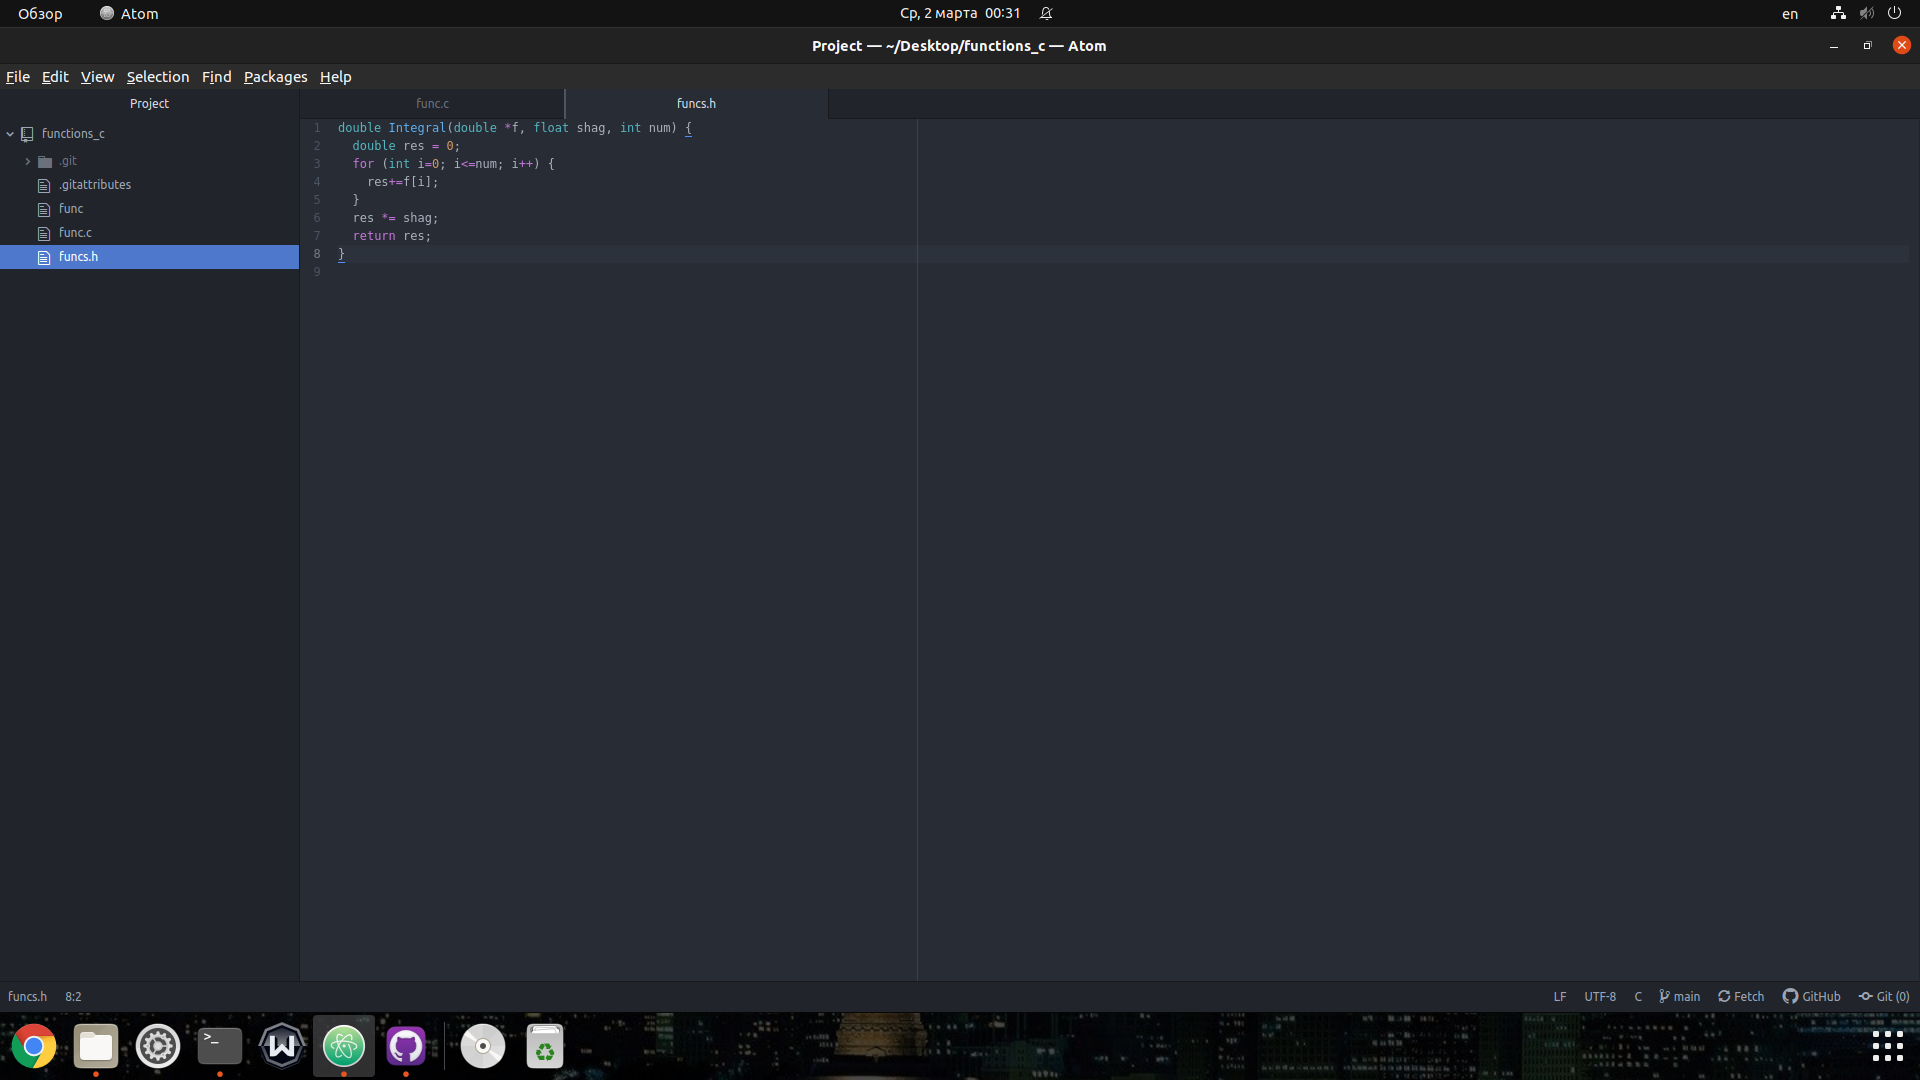 Обзор Atom Ср, 2 марта 00:31 en
Project — ~/Desktop/functions_c — Atom
File Edit View Selection Find Packages Help
Project func.c funcs.h
functions_c
.git
.gitattributes
func
func.c
funcs.h
1 double Integral(double *f, float shag, int num) {
2 double res = 0;
3 for (int i=0; i<=num; i++) {
4 res+=f[i];
5 }
6 res *= shag;
7 return res;
8 }
9
funcs.h 8:2 LF UTF-8 C main Fetch GitHub Git (0)
>_ W